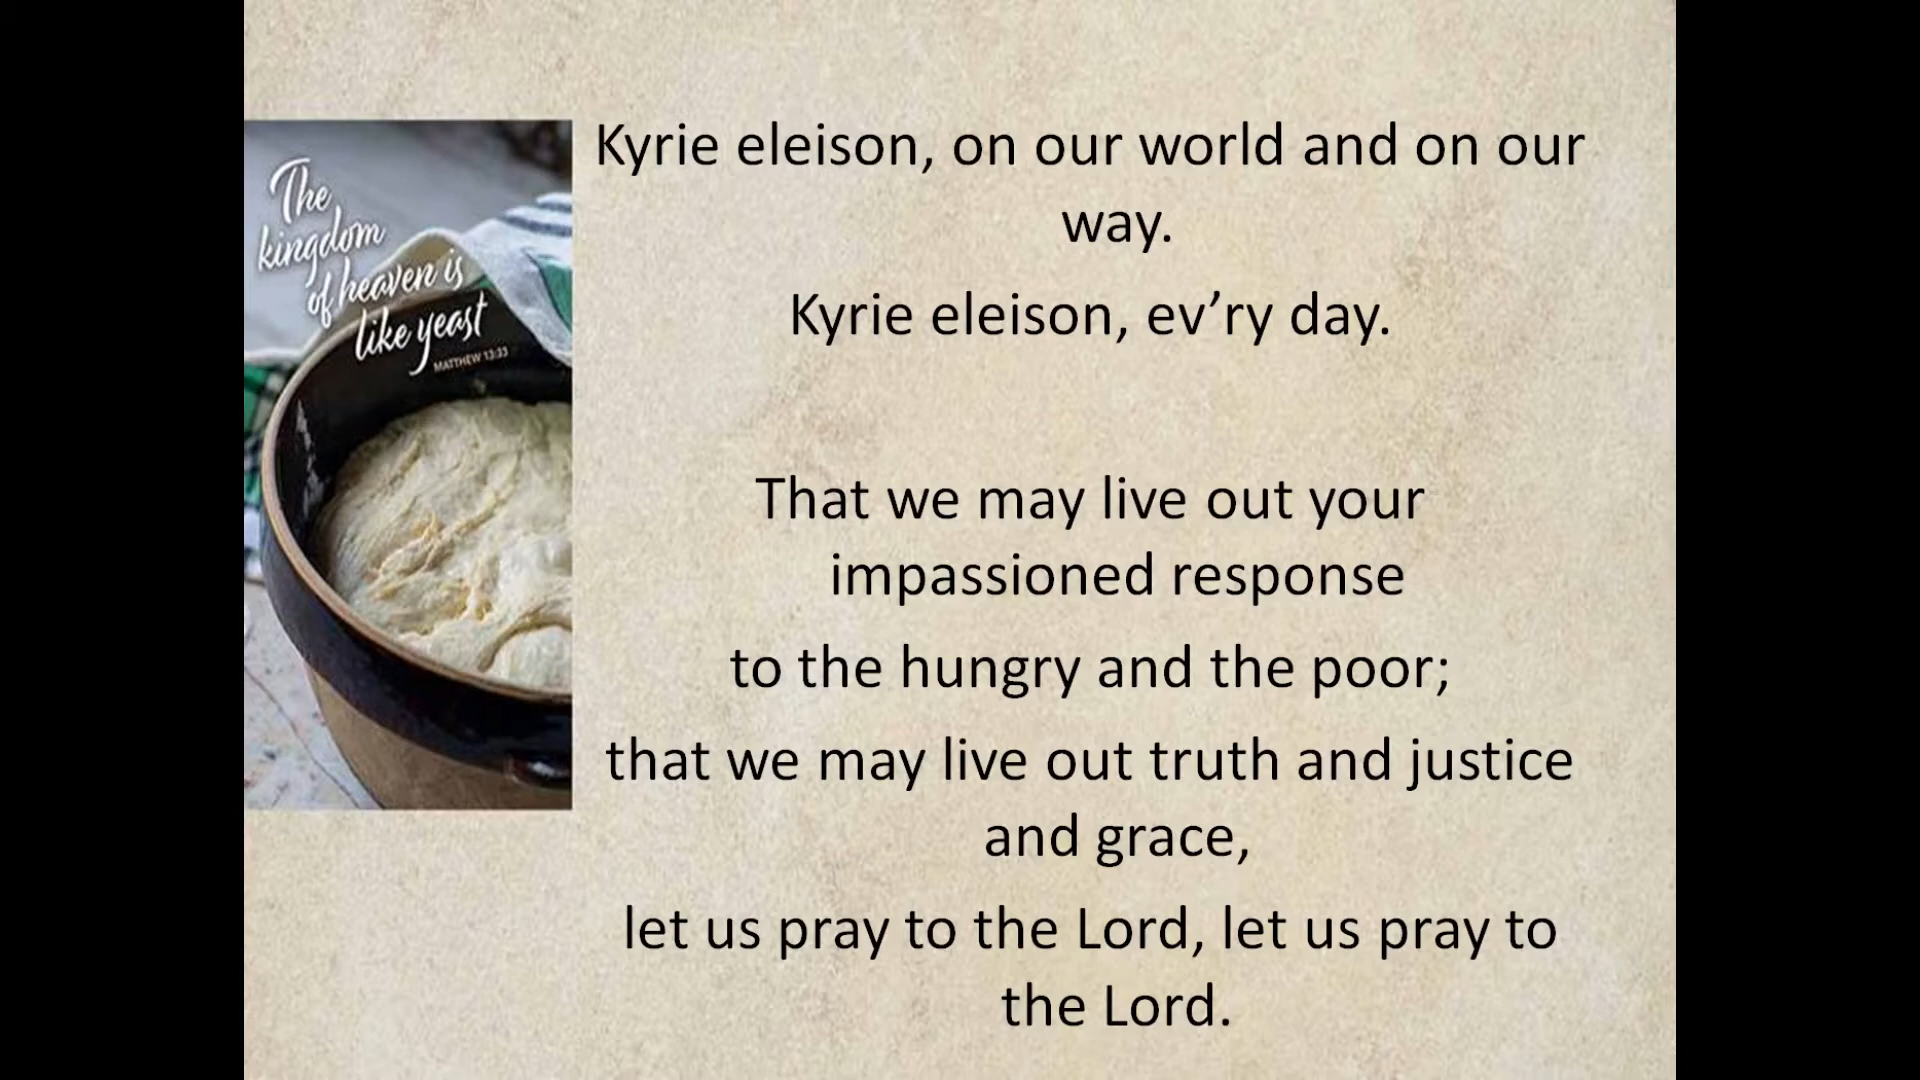 The
kingdom
of heaven is
like yeast
MATTHEW 13:33
Kyrie eleison, on our world and on our
way.
Kyrie eleison, ev’ry day.
That we may live out your
impassioned response
to the hungry and the poor;
that we may live out truth and justice
and grace,
let us pray to the Lord, let us pray to
the Lord.